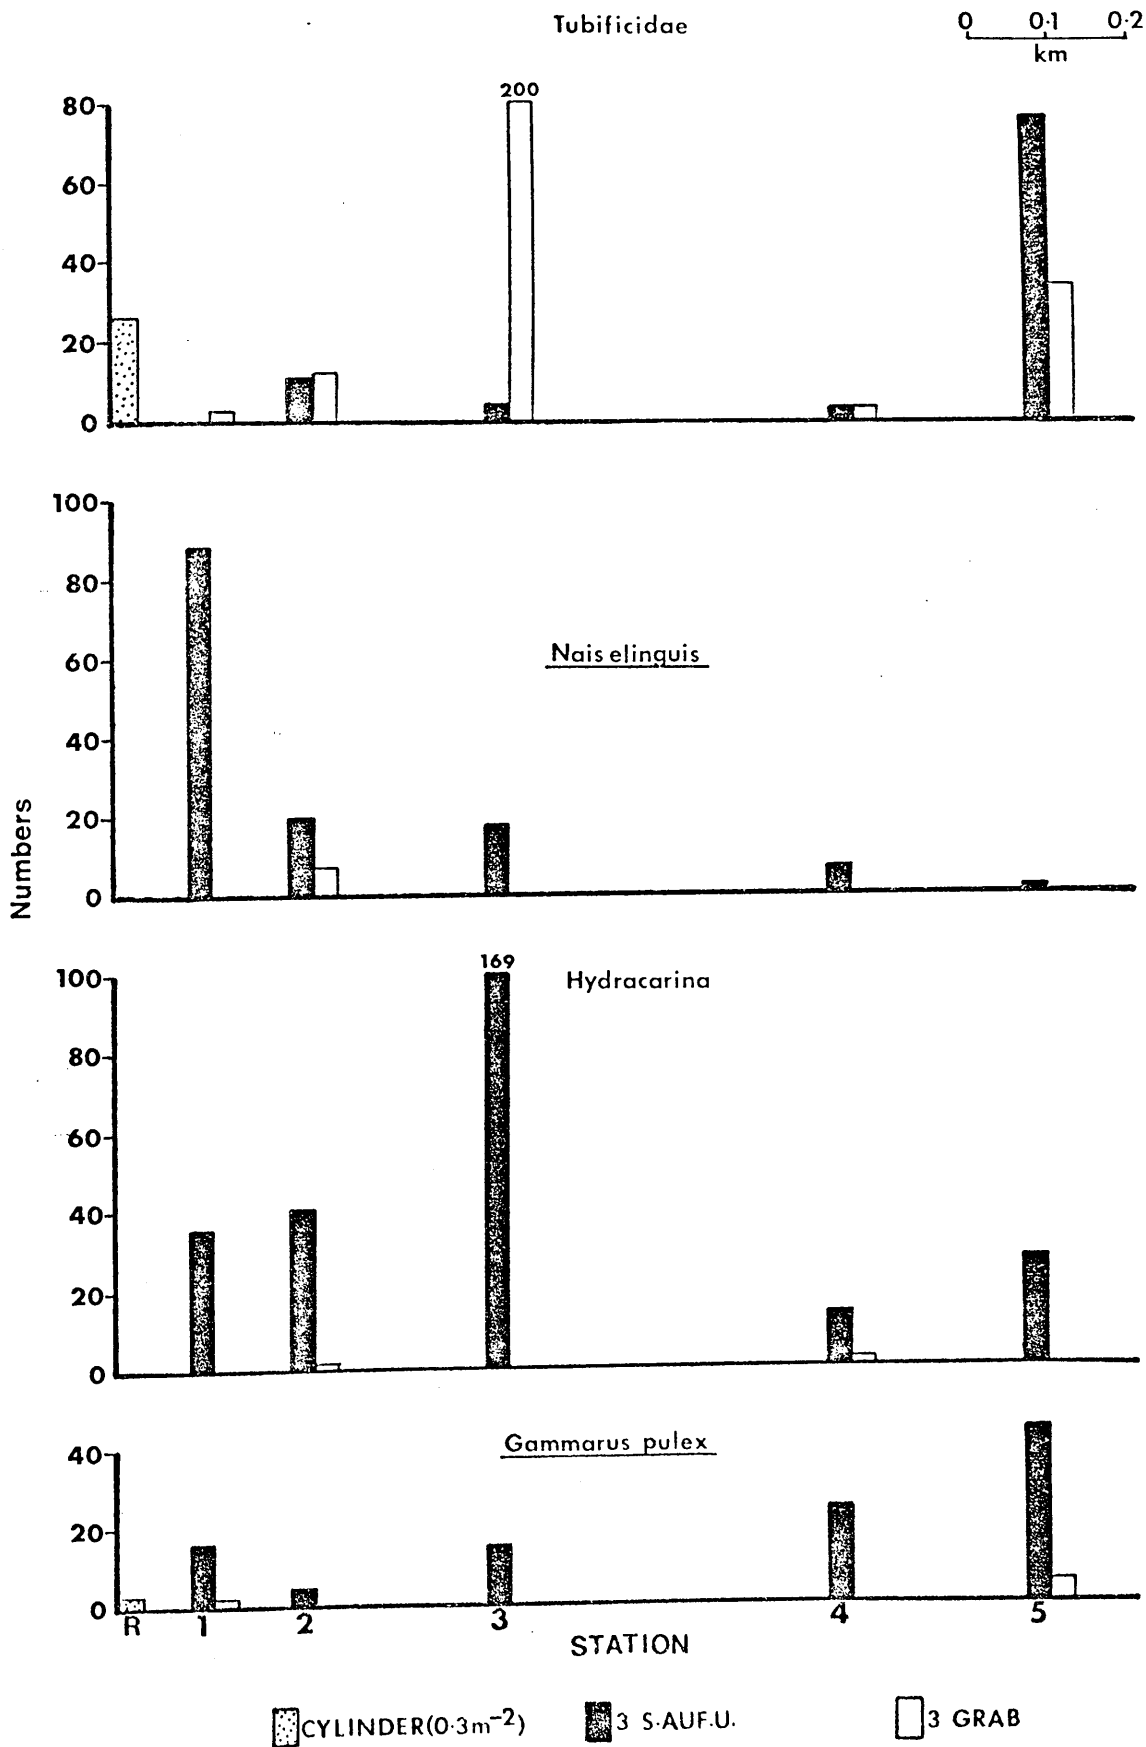 Tubificidae
0 0·1 0·2
km
200
80
60
40
20
0
100
80
60
40
20
0
Nais elinquis
Numbers
169
Hydracarina
100
80
60
40
20
0
Gammarus pulex
40
20
0
R 1 2 3 4 5
STATION
CYLINDER(0·3m⁻²) 3 S·AUF.U. 3 GRAB